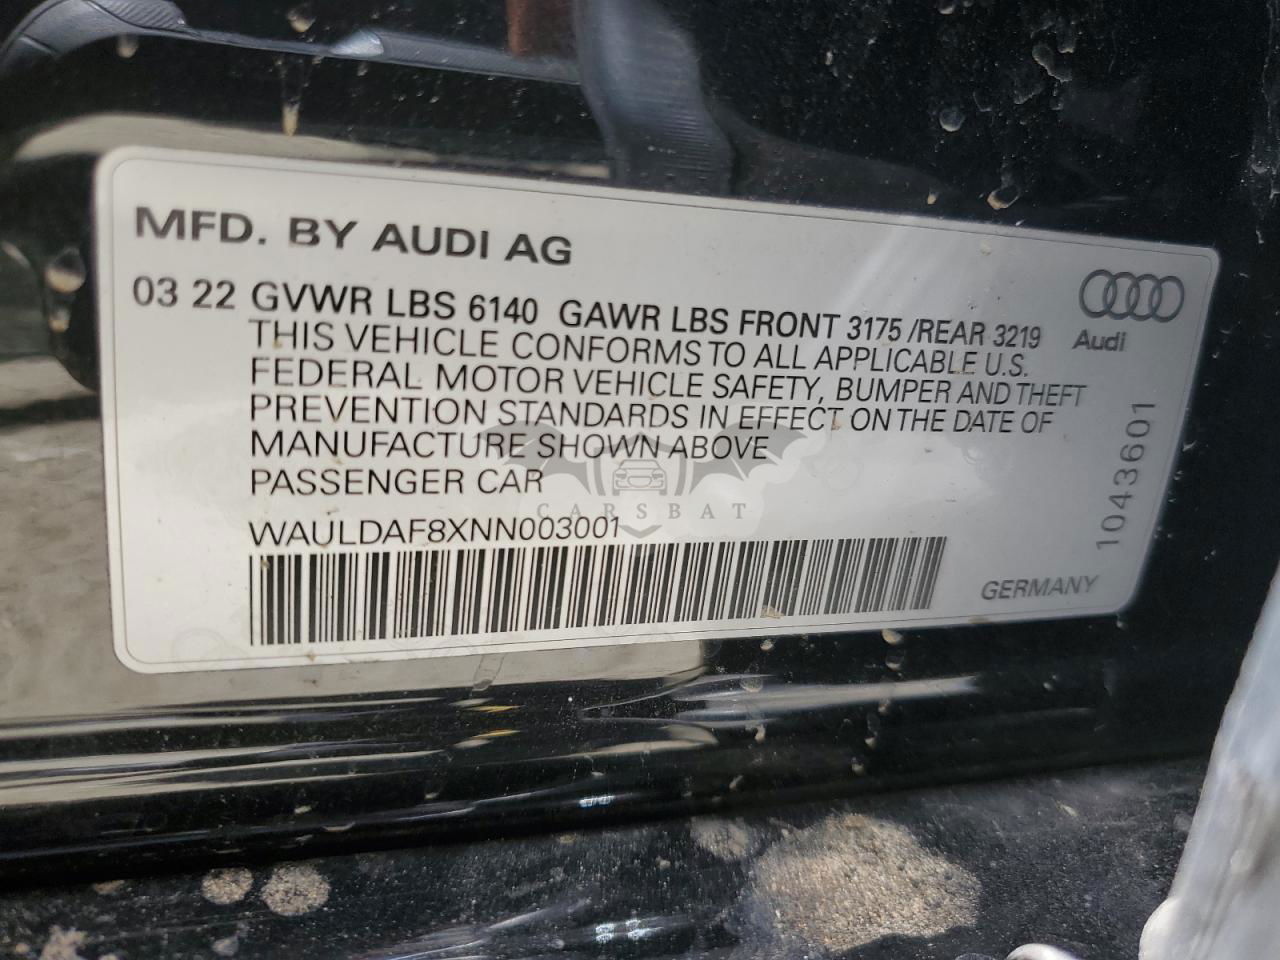 MFD. BY AUDI AG
03 22 GVWR LBS 6140 GAWR LBS FRONT 3175 /REAR 3219
THIS VEHICLE CONFORMS TO ALL APPLICABLE U.S.
FEDERAL MOTOR VEHICLE SAFETY, BUMPER AND THEFT
PREVENTION STANDARDS IN EFFECT ON THE DATE OF
MANUFACTURE SHOWN ABOVE
PASSENGER CAR
WAULDAF8XNN003001
Audi
1043601
GERMANY
CARSBAT